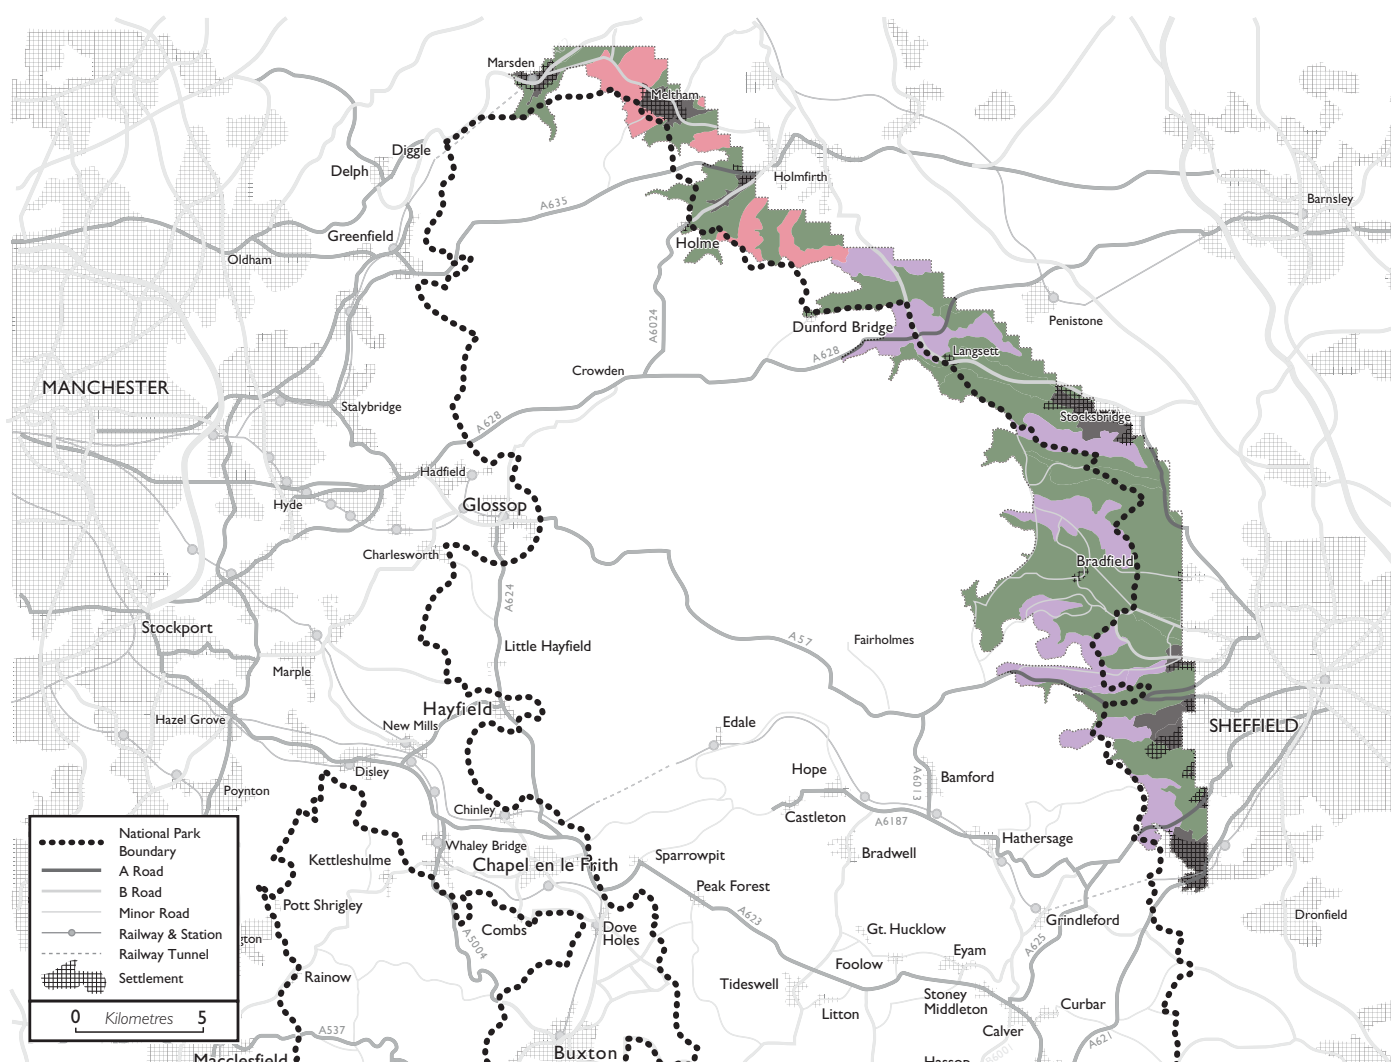 Marsden
Meltham
Diggle
Delph
Holmfirth
A635
Barnsley
Greenfield
Holme
Oldham
A6024
Dunford Bridge
Penistone
A628
Langsett
Crowden
MANCHESTER
Stalybridge
A628
Stocksbridge
Hadfield
Hyde
Glossop
Charlesworth
Bradfield
A624
Stockport
A57
Fairholmes
Little Hayfield
Marple
Hayfield
Hazel Grove
New Mills
Edale
SHEFFIELD
Disley
Hope
Bamford
A6013
Poynton
Chinley
Castleton
A6187
Hathersage
Whaley Bridge
Kettleshulme
Chapel en le Frith
Sparrowpit
Bradwell
Peak Forest
Pott Shrigley
A623
Grindleford
Dronfield
Combs
Dove
Holes
Gt. Hucklow
A625
A5004
gton
Eyam
Foolow
Rainow
Tideswell
Stoney
Middleton
Curbar
Litton
Calver
A537
A621
Macclesfield
Buxton
Hassop
A6001
National Park
Boundary
A Road
B Road
Minor Road
Railway & Station
Railway Tunnel
Settlement
0 Kilometres 5